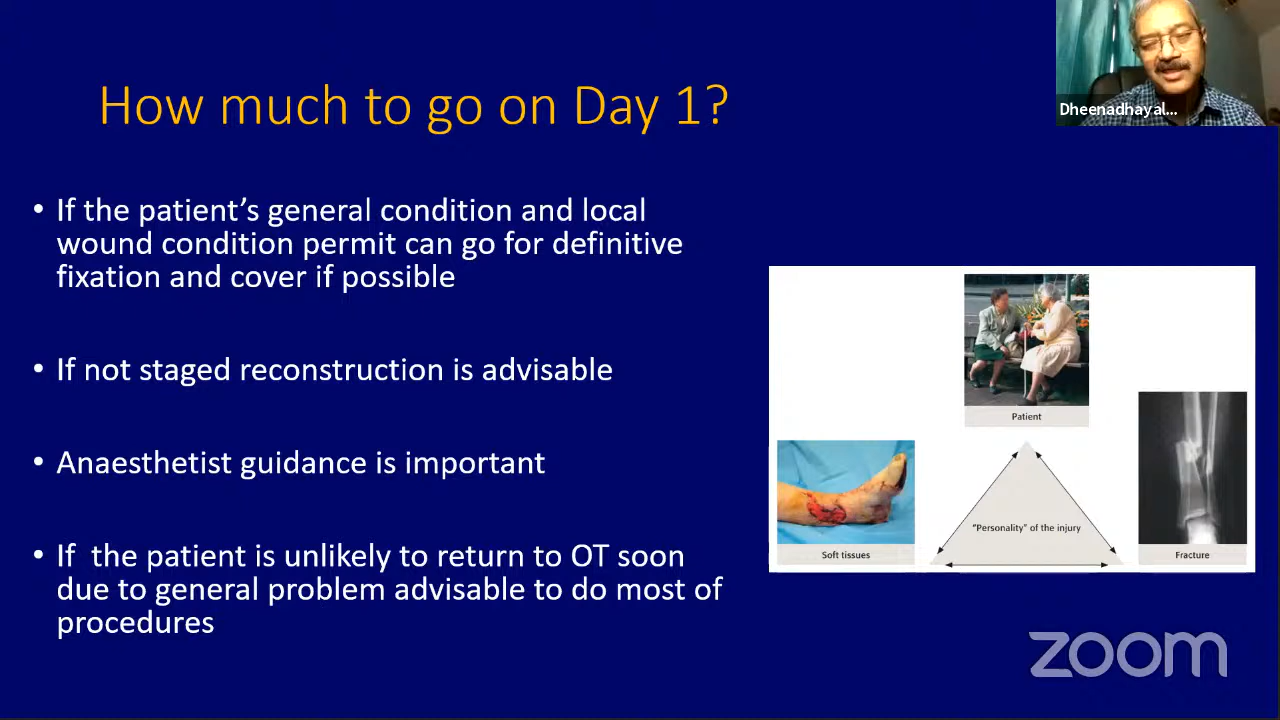 How much to go on Day 1?
Dheenadhayal...
• If the patient’s general condition and local
wound condition permit can go for definitive
fixation and cover if possible
• If not staged reconstruction is advisable
• Anaesthetist guidance is important
• If  the patient is unlikely to return to OT soon
due to general problem advisable to do most of
procedures
Patient
"Personality" of the injury
Soft tissues
Fracture
zoom